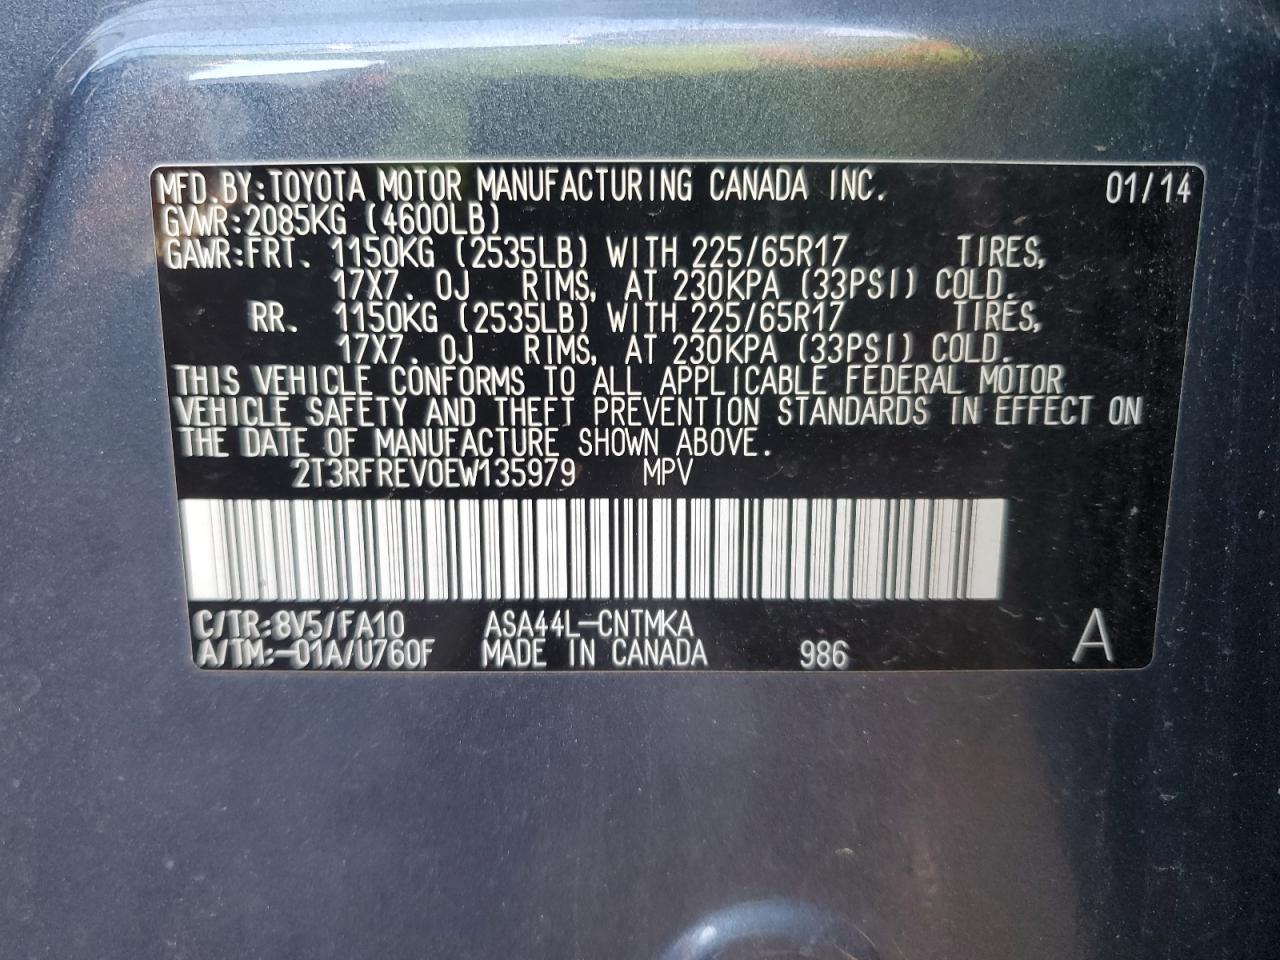 MFD. BY: TOYOTA MOTOR MANUFACTURING CANADA INC. 01/14
GVWR: 2085KG (4600LB)
GAWR: FRT. 1150KG (2535LB) WITH 225/65R17 TIRES,
17X7. 0J RIMS, AT 230KPA (33PSI) COLD.
RR. 1150KG (2535LB) WITH 225/65R17 TIRES,
17X7. 0J RIMS, AT 230KPA (33PSI) COLD.
THIS VEHICLE CONFORMS TO ALL APPLICABLE FEDERAL MOTOR
VEHICLE SAFETY AND THEFT PREVENTION STANDARDS IN EFFECT ON
THE DATE OF MANUFACTURE SHOWN ABOVE.
2T3RFREV0EW135979 MPV
C/TR: 8V5/FA10 ASA44L-CNTMKA
A/TM: -01A/U760F MADE IN CANADA 986 A